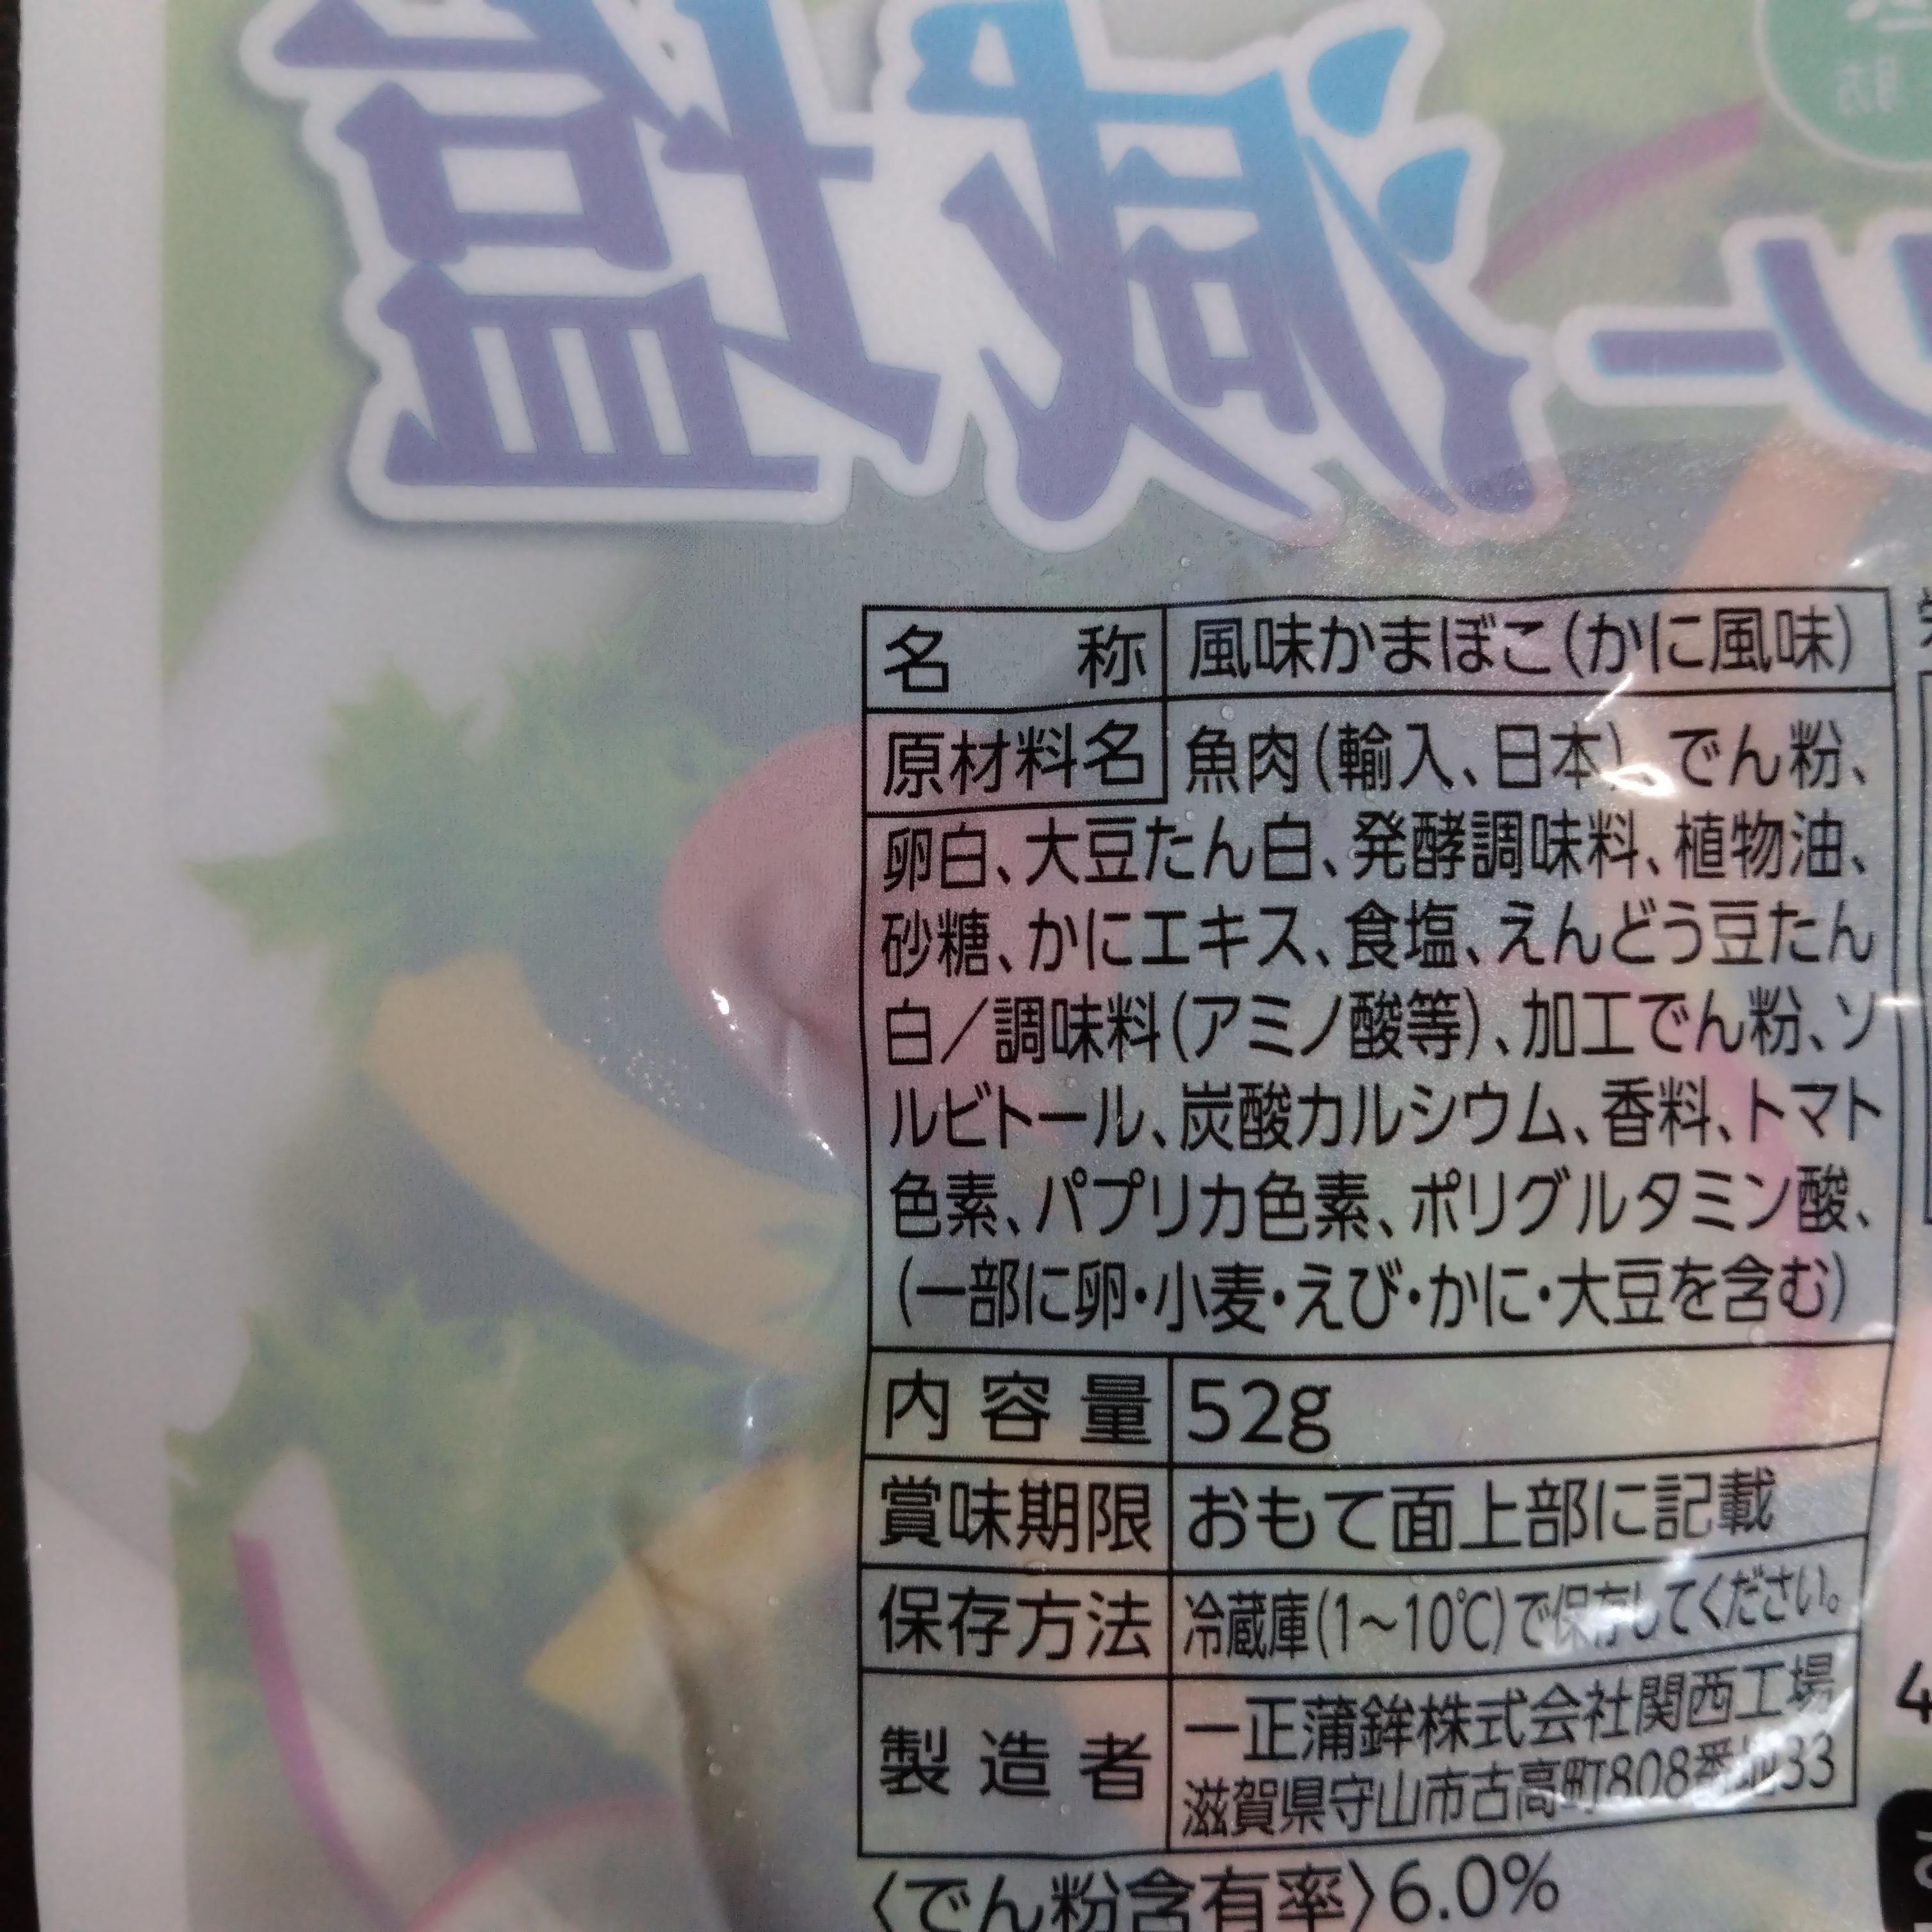 減塩
名称 風味かまぼこ(かに風味)
原材料名 魚肉(輸入、日本)、でん粉、
卵白、大豆たん白、発酵調味料、植物油、
砂糖、かにエキス、食塩、えんどう豆たん
白/調味料(アミノ酸等)、加工でん粉、ソ
ルビトール、炭酸カルシウム、香料、トマト
色素、パプリカ色素、ポリグルタミン酸、
(一部に卵・小麦・えび・かに・大豆を含む)
内容量 52g
賞味期限 おもて面上部に記載
保存方法 冷蔵庫(1~10℃)で保存してください。
製造者 一正蒲鉾株式会社関西工場
滋賀県守山市古高町808番地33
〈でん粉含有率〉6.0%